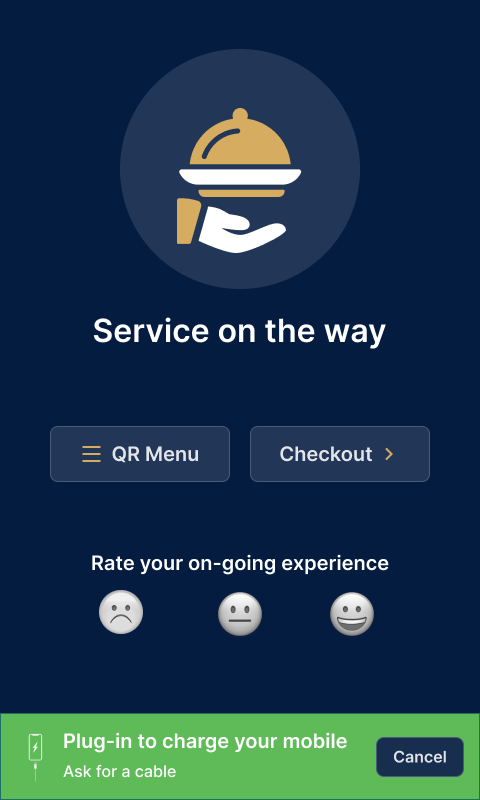 Service on the way
QR Menu
Checkout
Rate your on-going experience
Plug-in to charge your mobile
Ask for a cable
Cancel